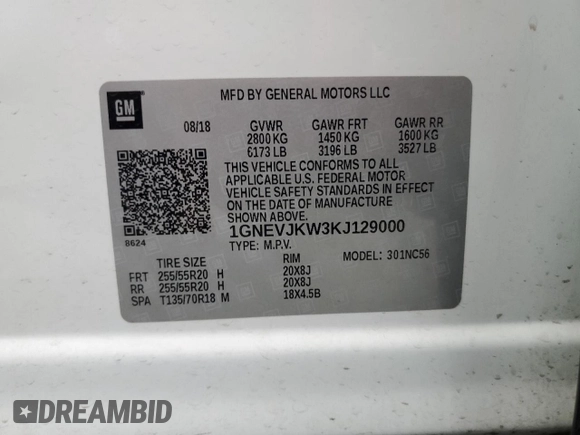 GM
MFD BY GENERAL MOTORS LLC
08/18 GVWR GAWR FRT GAWR RR
2800 KG 1450 KG 1600 KG
6173 LB 3196 LB 3527 LB
THIS VEHICLE CONFORMS TO ALL
APPLICABLE U.S. FEDERAL MOTOR
VEHICLE SAFETY STANDARDS IN EFFECT
ON THE DATE OF MANUFACTURE
SHOWN ABOVE.
8624
1GNEVJKW3KJ129000
TYPE: M.P.V.
MODEL: 301NC56
TIRE SIZE RIM
FRT 255/55R20 H 20X8J
RR 255/55R20 H 20X8J
SPA T135/70R18 M 18X4.5B
DREAMBID